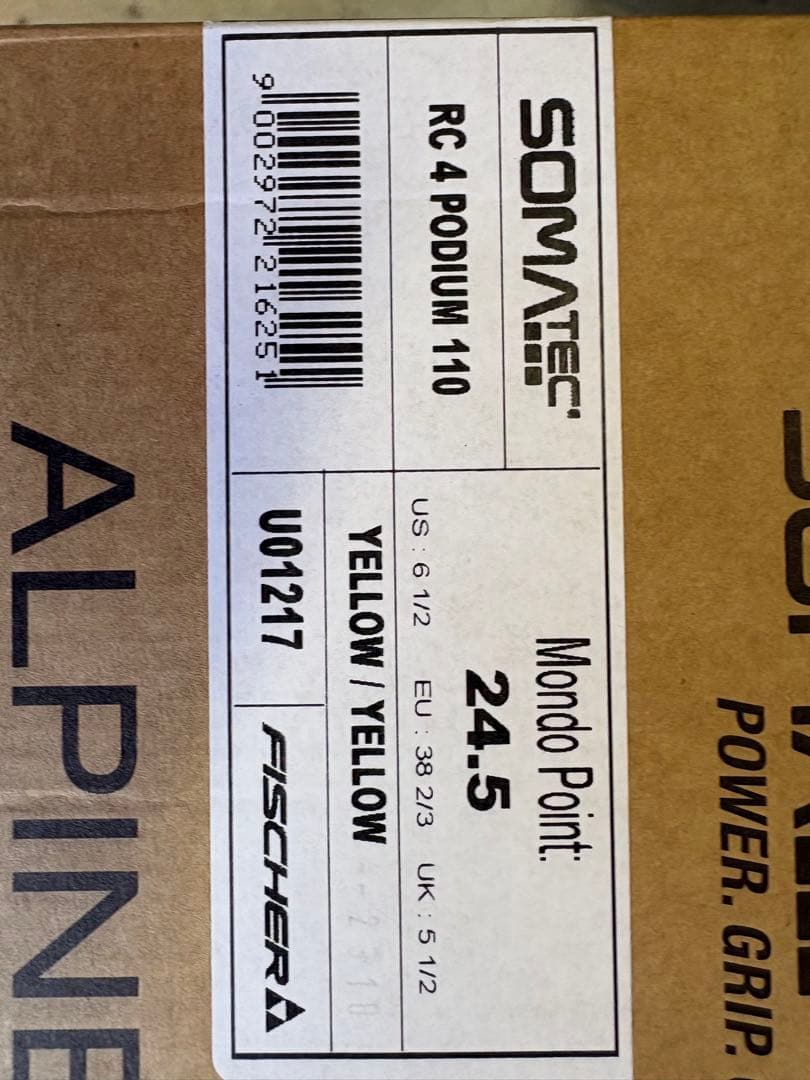 POWER. GRIP.
SOMATEC
RC 4 PODIUM 110
9 002972 216251
Mondo Point:
24.5
US : 6 1/2 EU : 38 2/3 UK : 5 1/2
YELLOW / YELLOW
U01217
FISCHER
ALPINE